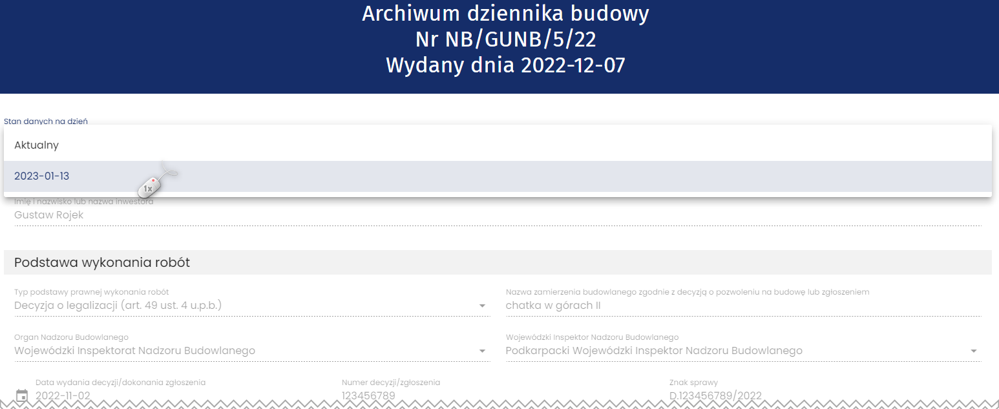 Archiwum dziennika budowy
Nr NB/GUNB/5/22
Wydany dnia 2022-12-07
Stan danych na dzień
Aktualny
2023-01-13
1x
Imię i nazwisko lub nazwa inwestora
Gustaw Rojek
Podstawa wykonania robót
Typ podstawy prawnej wykonania robót
Decyzja o legalizacji (art. 49 ust. 4 u.p.b.)
Nazwa zamierzenia budowlanego zgodnie z decyzją o pozwoleniu na budowę lub zgłoszeniem
chatka w górach II
Organ Nadzoru Budowlanego
Wojewódzki Inspektorat Nadzoru Budowlanego
Wojewódzki Inspektor Nadzoru Budowlanego
Podkarpacki Wojewódzki Inspektor Nadzoru Budowlanego
Data wydania decyzji/dokonania zgłoszenia
2022-11-02
Numer decyzji/zgłoszenia
123456789
Znak sprawy
D.123456789/2022